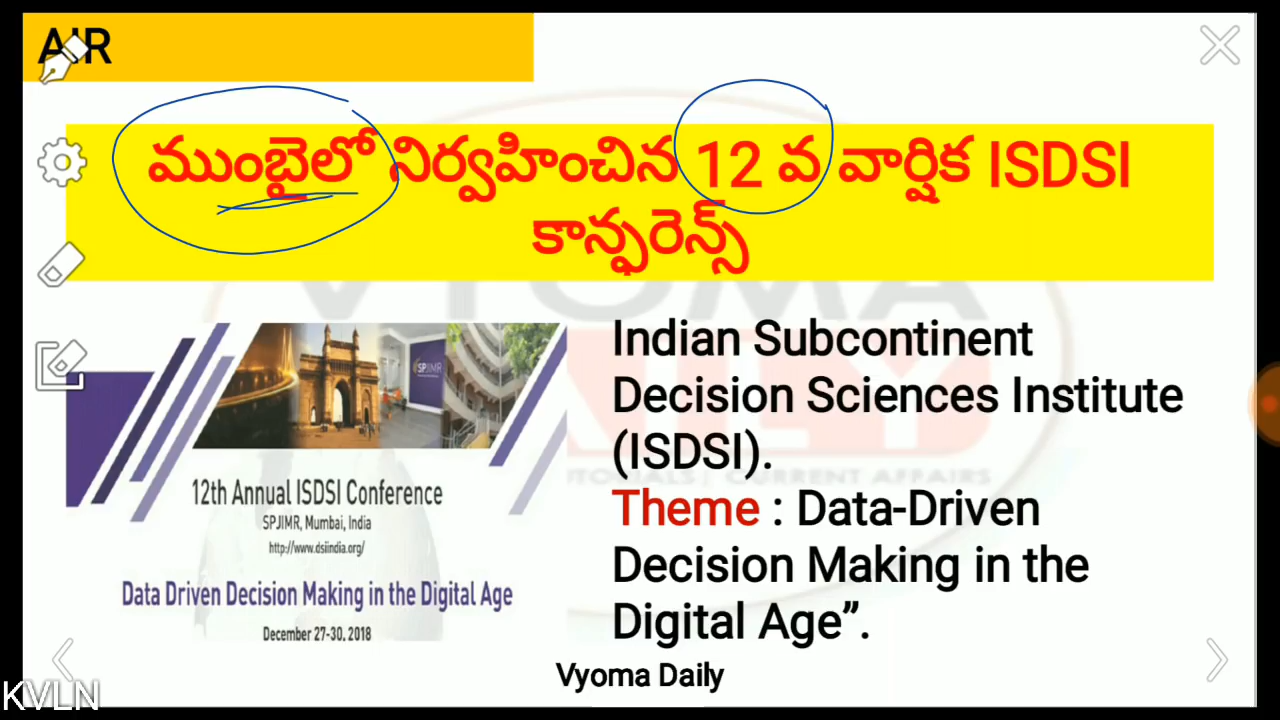 AIR
ముంబైలో నిర్వహించిన 12 వ వార్షిక ISDSI
కాన్ఫరెన్స్
SPJIMR
12th Annual ISDSI Conference
SPJIMR, Mumbai, India
http://www.dsiindia.org/
Data Driven Decision Making in the Digital Age
December 27-30, 2018
Indian Subcontinent
Decision Sciences Institute
(ISDSI).
Theme : Data-Driven
Decision Making in the
Digital Age”.
Vyoma Daily
KVLN